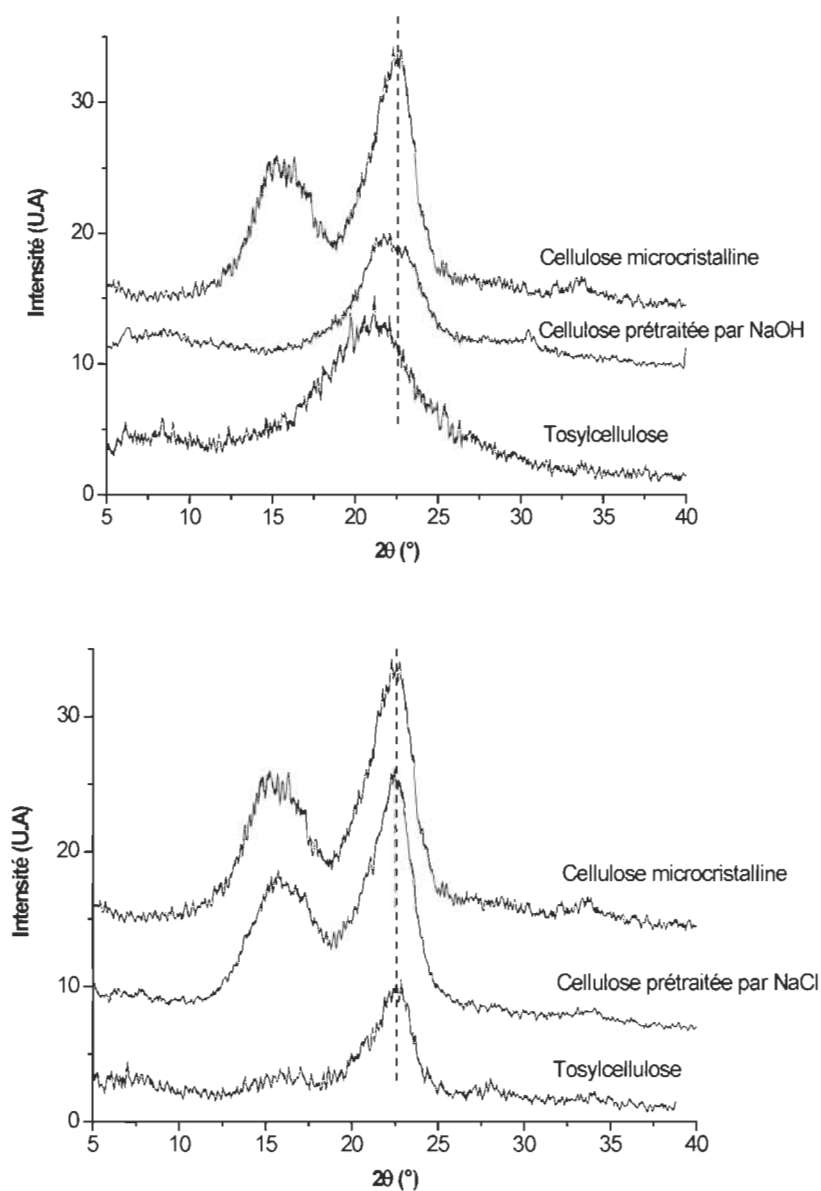 30
20
10
0
Intensité (U.A)
Cellulose microcristalline
Cellulose prétraitée par NaOH
Tosylcellulose
5 10 15 20 25 30 35 40
2θ (°)
30
20
10
0
Intensité (U.A)
Cellulose microcristalline
Cellulose prétraitée par NaCl
Tosylcellulose
5 10 15 20 25 30 35 40
2θ (°)